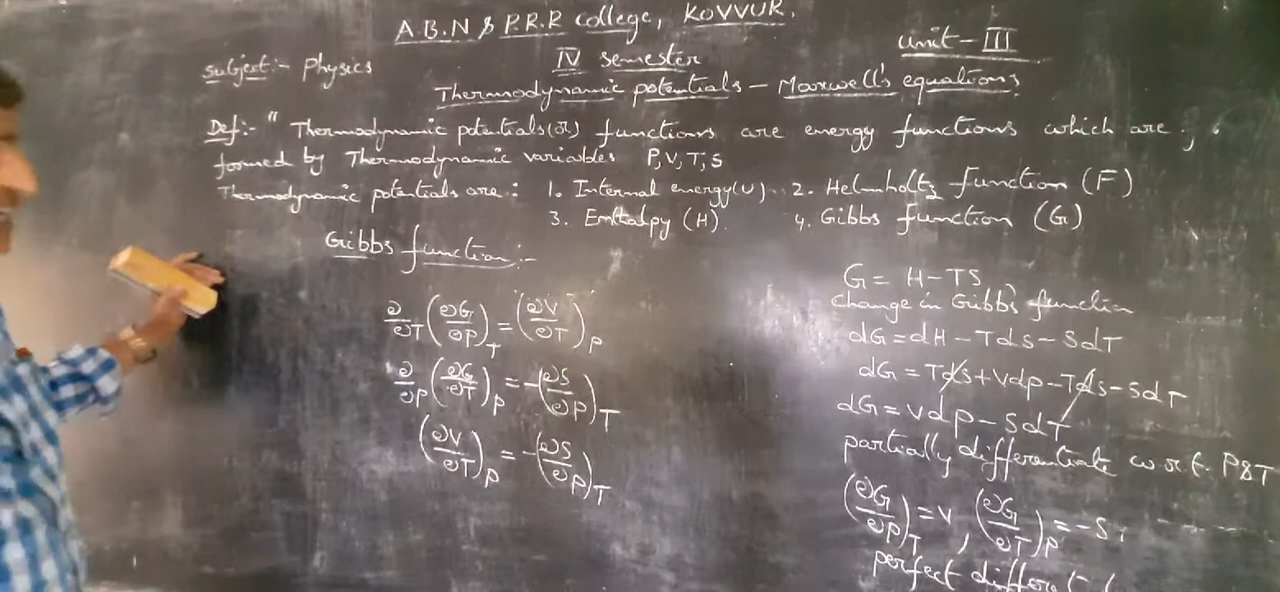 A.B.N & P.R.R college, KOVVUR.
Subject:- Physics
IV semester
unit-III
Thermodynamic potentials – Maxwell's equations
Def:- " Thermodynamic potentials(or) functions are energy functions which are
formed by Thermodynamic variables P,V,T,S
Thermodynamic potentials are: 1. Internal energy(U) 2. Helmholtz function (F)
3. Enthalpy (H). 4. Gibbs function (G)
Gibbs function:-
∂/∂T (∂G/∂P)_T = (∂V/∂T)_P
∂/∂P (∂G/∂T)_P = -(∂S/∂P)_T
(∂V/∂T)_P = -(∂S/∂P)_T
G = H-TS
Change in Gibbs function
dG = dH - Tds - SdT
dG = Tds + Vdp - Tds - SdT
dG = Vdp - SdT
partially differentiate w.r.t. P&T
(∂G/∂P)_T = V, (∂G/∂T)_P = -S,
perfect